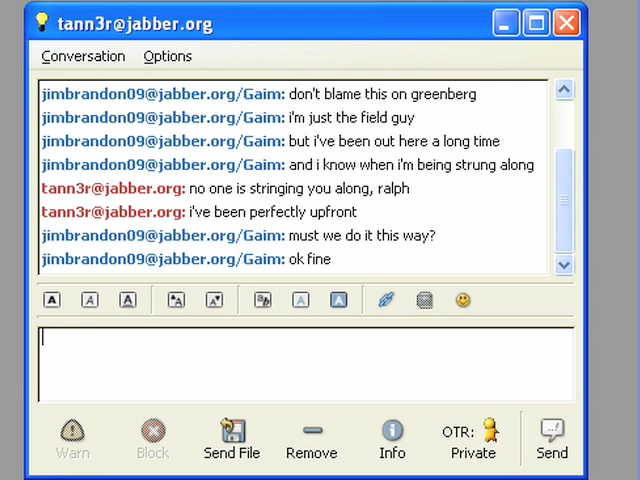 tann3r@jabber.org
Conversation Options
jimbrandon09@jabber.org/Gaim: don't blame this on greenberg
jimbrandon09@jabber.org/Gaim: i'm just the field guy
jimbrandon09@jabber.org/Gaim: but i've been out here a long time
jimbrandon09@jabber.org/Gaim: and i know when i'm being strung along
tann3r@jabber.org: no one is stringing you along, ralph
tann3r@jabber.org: i've been perfectly upfront
jimbrandon09@jabber.org/Gaim: must we do it this way?
jimbrandon09@jabber.org/Gaim: ok fine
OTR:
Warn Block Send File Remove Info Private Send